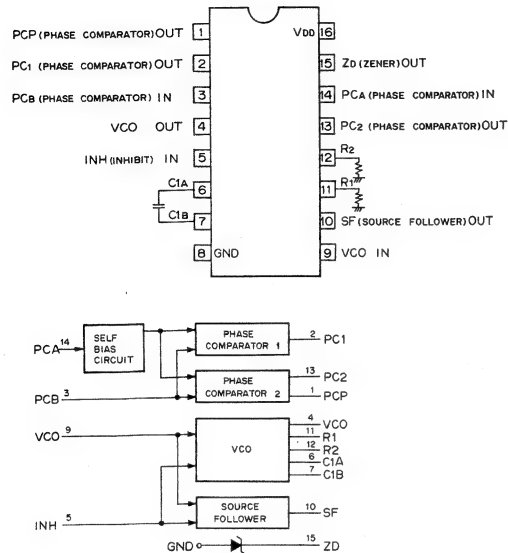 PCP (PHASE COMPARATOR) OUT 1
16 VDD
PC1 (PHASE COMPARATOR) OUT 2
15 ZD (ZENER) OUT
PCB (PHASE COMPARATOR) IN 3
14 PCA (PHASE COMPARATOR) IN
VCO OUT 4
13 PC2 (PHASE COMPARATOR) OUT
INH (INHIBIT) IN 5
12 R2
C1A 6
11 R1
C1B 7
10 SF (SOURCE FOLLOWER) OUT
8 GND
9 VCO IN
PCA 14
SELF
BIAS
CIRCUIT
PHASE
COMPARATOR 1
2 PC1
PCB 3
PHASE
COMPARATOR 2
13 PC2
1 PCP
VCO 9
VCO
4 VCO
11 R1
12 R2
6 C1A
7 C1B
INH 5
SOURCE
FOLLOWER
10 SF
GND
15 ZD